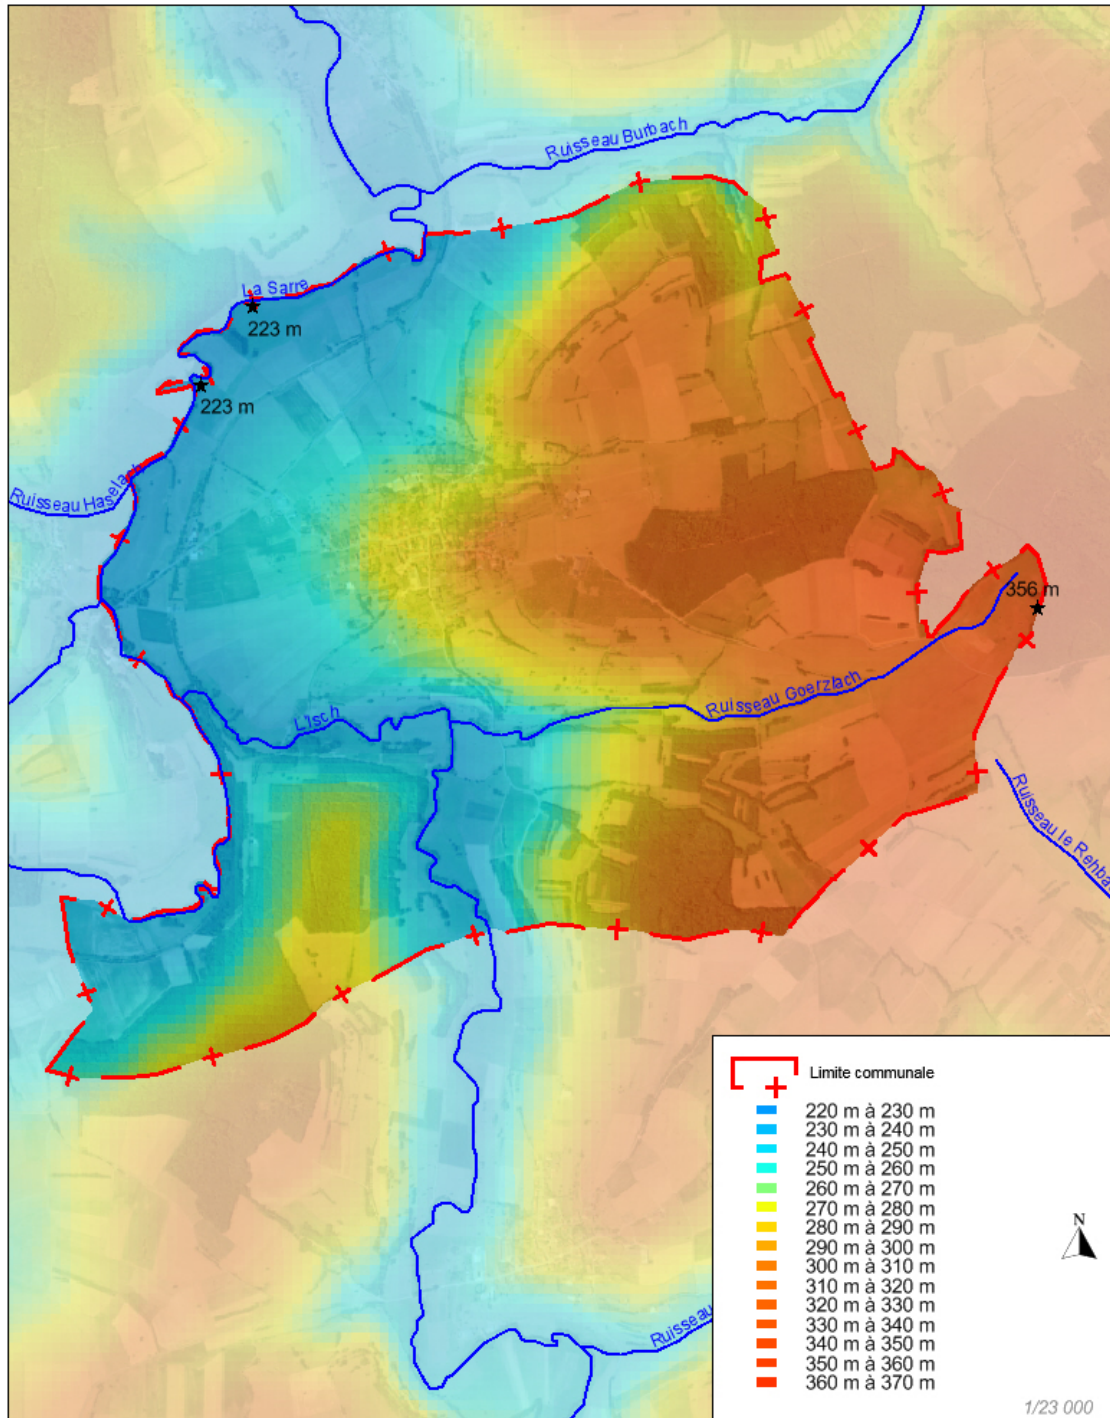 Ruisseau Burbach
La Sarre
223 m
223 m
Ruisseau Haselach
356 m
Ruisseau Goerzlach
L'Isch
Ruisseau le Rehba
Ruisseau
Limite communale
220 m à 230 m
230 m à 240 m
240 m à 250 m
250 m à 260 m
260 m à 270 m
270 m à 280 m
280 m à 290 m
290 m à 300 m
300 m à 310 m
310 m à 320 m
320 m à 330 m
330 m à 340 m
340 m à 350 m
350 m à 360 m
360 m à 370 m
N
1/23 000